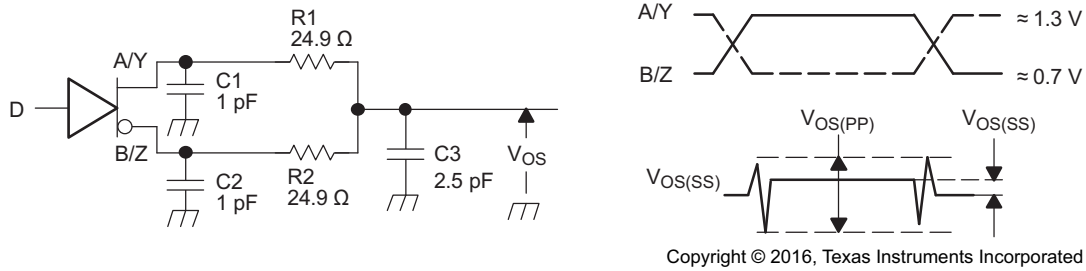 D
A/Y
B/Z
C1
1 pF
C2
1 pF
R1
24.9 Ω
R2
24.9 Ω
C3
2.5 pF
VOS
A/Y
B/Z
≈ 1.3 V
≈ 0.7 V
VOS(PP)
VOS(SS)
VOS(SS)
Copyright © 2016, Texas Instruments Incorporated